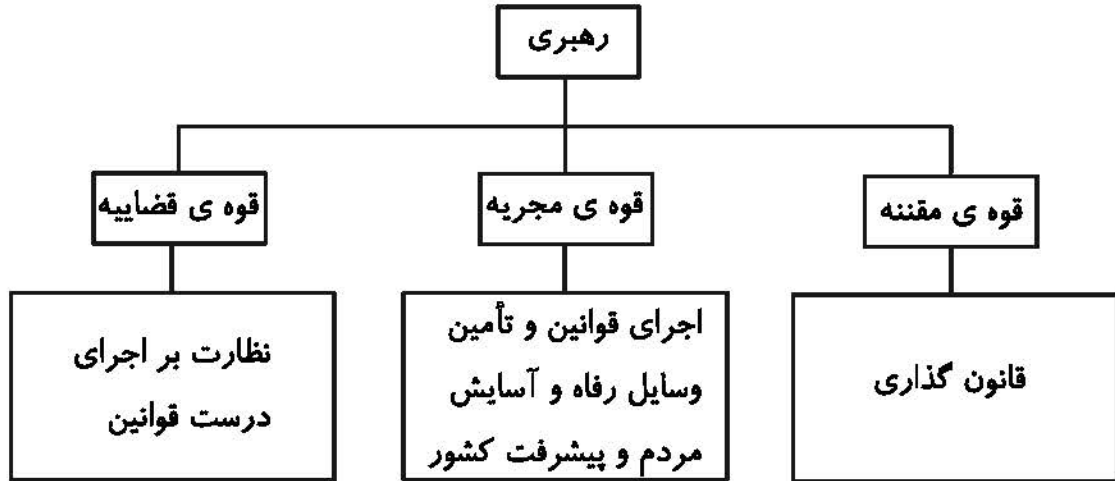 رهبری
قوه ی مقننه
قوه ی مجریه
قوه ی قضاییه
قانون گذاری
اجرای قوانین و تأمین
وسایل رفاه و آسایش
مردم و پیشرفت کشور
نظارت بر اجرای
درست قوانین